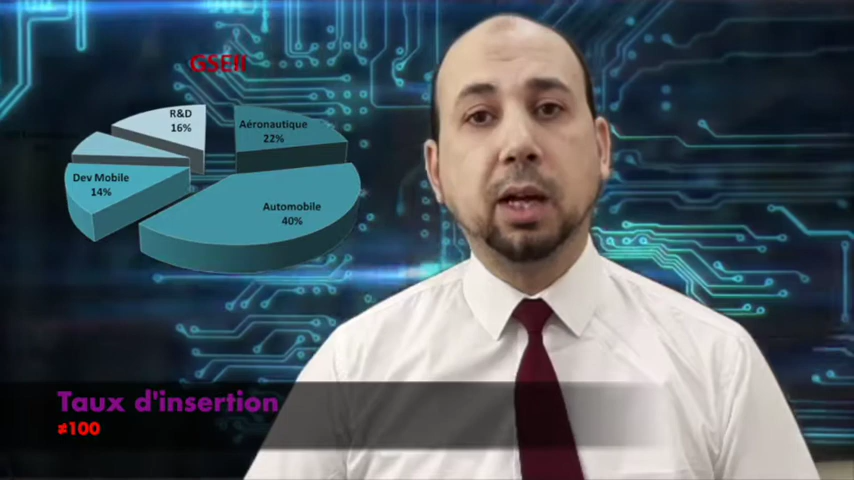 GSEII
R&D
16%
Aéronautique
22%
Dev Mobile
14%
Automobile
40%
Taux d'insertion
≠100